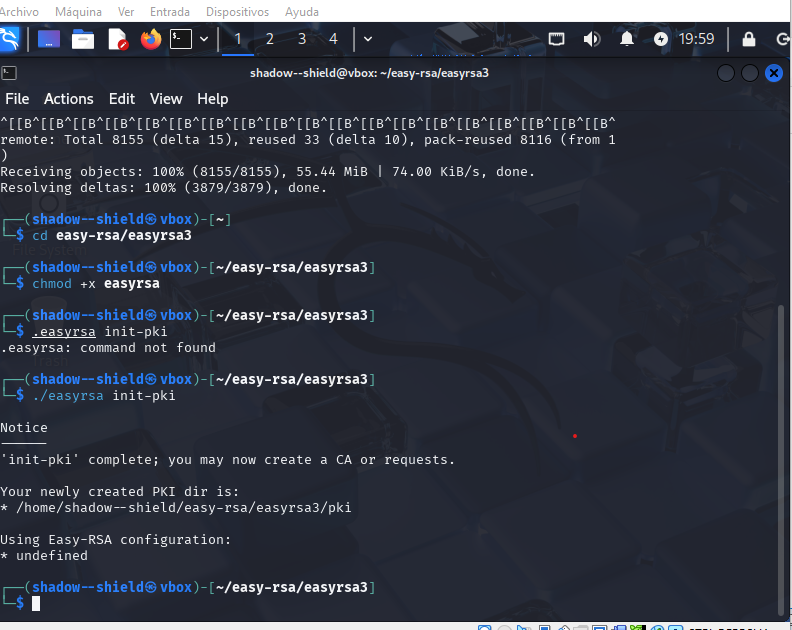 Archivo Máquina Ver Entrada Dispositivos Ayuda
1 2 3 4 19:59
shadow--shield@vbox: ~/easy-rsa/easyrsa3
File Actions Edit View Help
^[[B^[[B^[[B^[[B^[[B^[[B^[[B^[[B^[[B^[[B^[[B^[[B^[[B^[[B^[[B^[[B^[[B^[[B^[[B^
remote: Total 8155 (delta 15), reused 33 (delta 10), pack-reused 8116 (from 1
)
Receiving objects: 100% (8155/8155), 55.44 MiB | 74.00 KiB/s, done.
Resolving deltas: 100% (3879/3879), done.
┌──(shadow--shield㉿vbox)-[~]
└─$ cd easy-rsa/easyrsa3
┌──(shadow--shield㉿vbox)-[~/easy-rsa/easyrsa3]
└─$ chmod +x easyrsa
┌──(shadow--shield㉿vbox)-[~/easy-rsa/easyrsa3]
└─$ .easyrsa init-pki
.easyrsa: command not found
┌──(shadow--shield㉿vbox)-[~/easy-rsa/easyrsa3]
└─$ ./easyrsa init-pki
Notice
------
'init-pki' complete; you may now create a CA or requests.
Your newly created PKI dir is:
* /home/shadow--shield/easy-rsa/easyrsa3/pki
Using Easy-RSA configuration:
* undefined
┌──(shadow--shield㉿vbox)-[~/easy-rsa/easyrsa3]
└─$